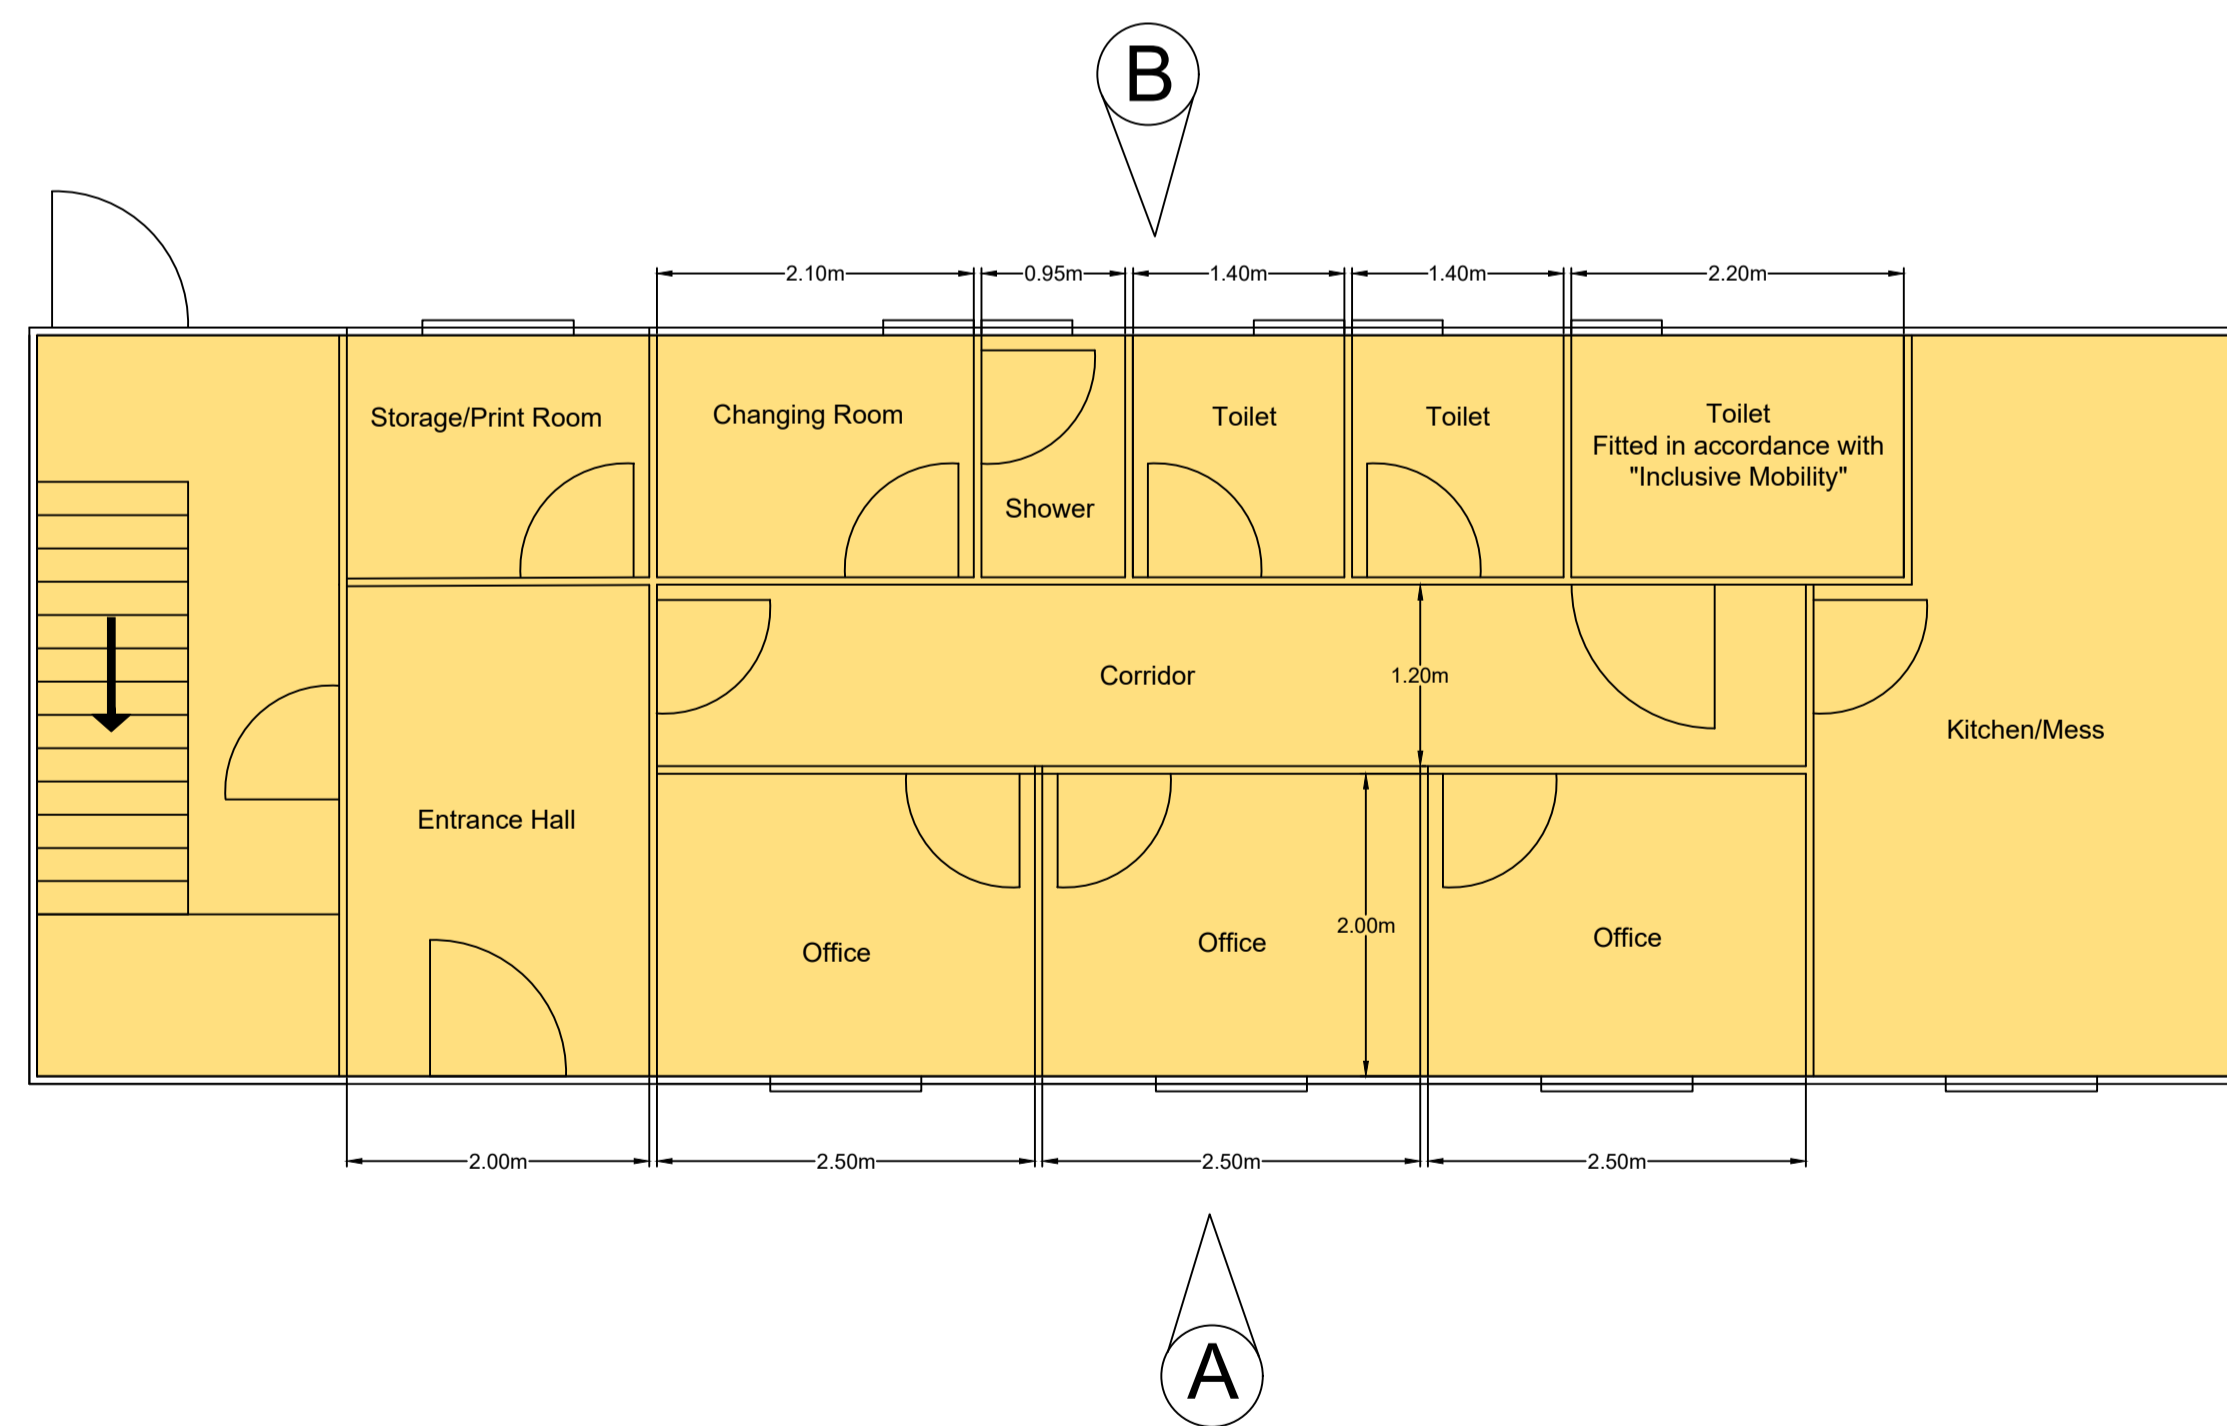 B
2.10m
0.95m
1.40m
1.40m
2.20m
Storage/Print Room
Changing Room
Shower
Toilet
Toilet
Toilet
Fitted in accordance with
"Inclusive Mobility"
Corridor
1.20m
Kitchen/Mess
Entrance Hall
Office
Office
2.00m
Office
2.00m
2.50m
2.50m
2.50m
A